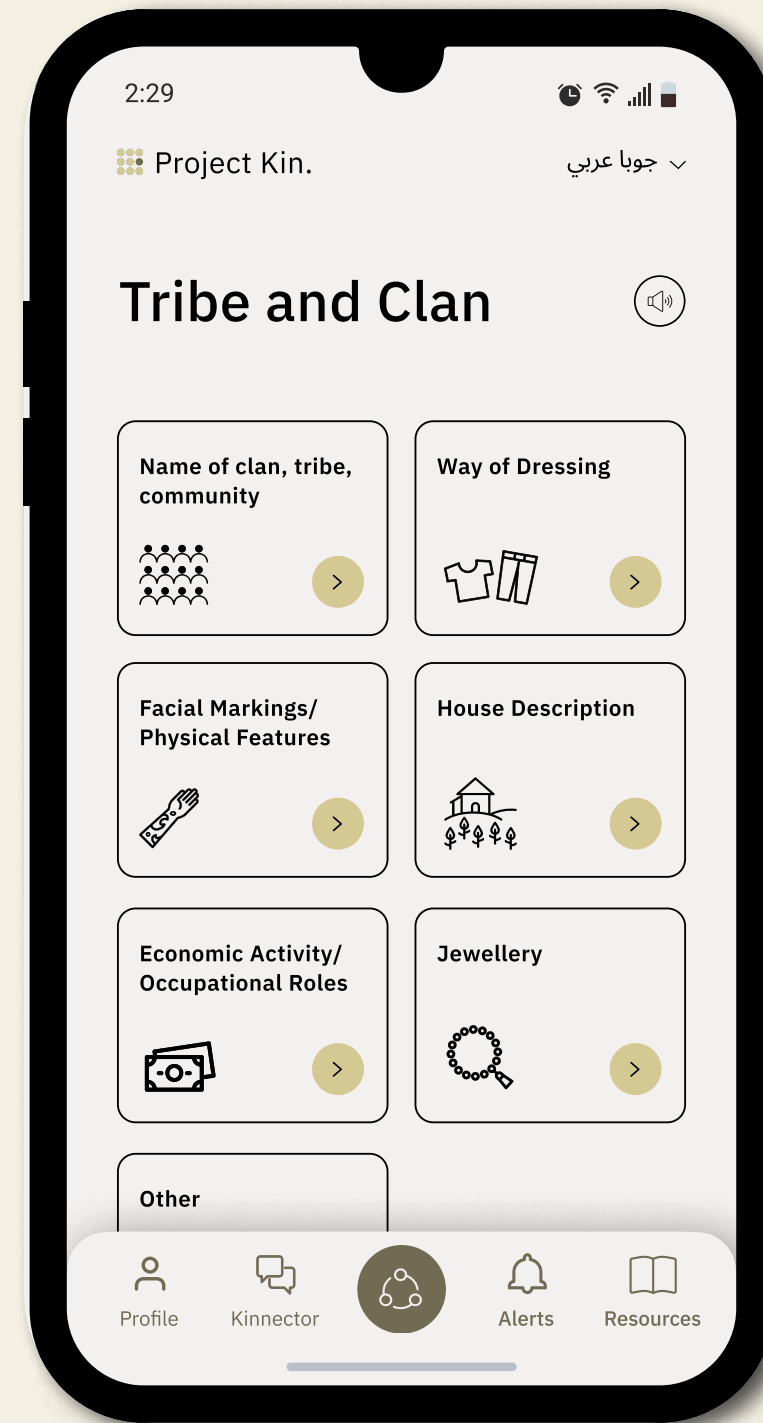 2:29
Project Kin.
جوبا عربي
Tribe and Clan
Name of clan, tribe,
community
Way of Dressing
Facial Markings/
Physical Features
House Description
Economic Activity/
Occupational Roles
Jewellery
Other
Profile
Kinnector
Alerts
Resources